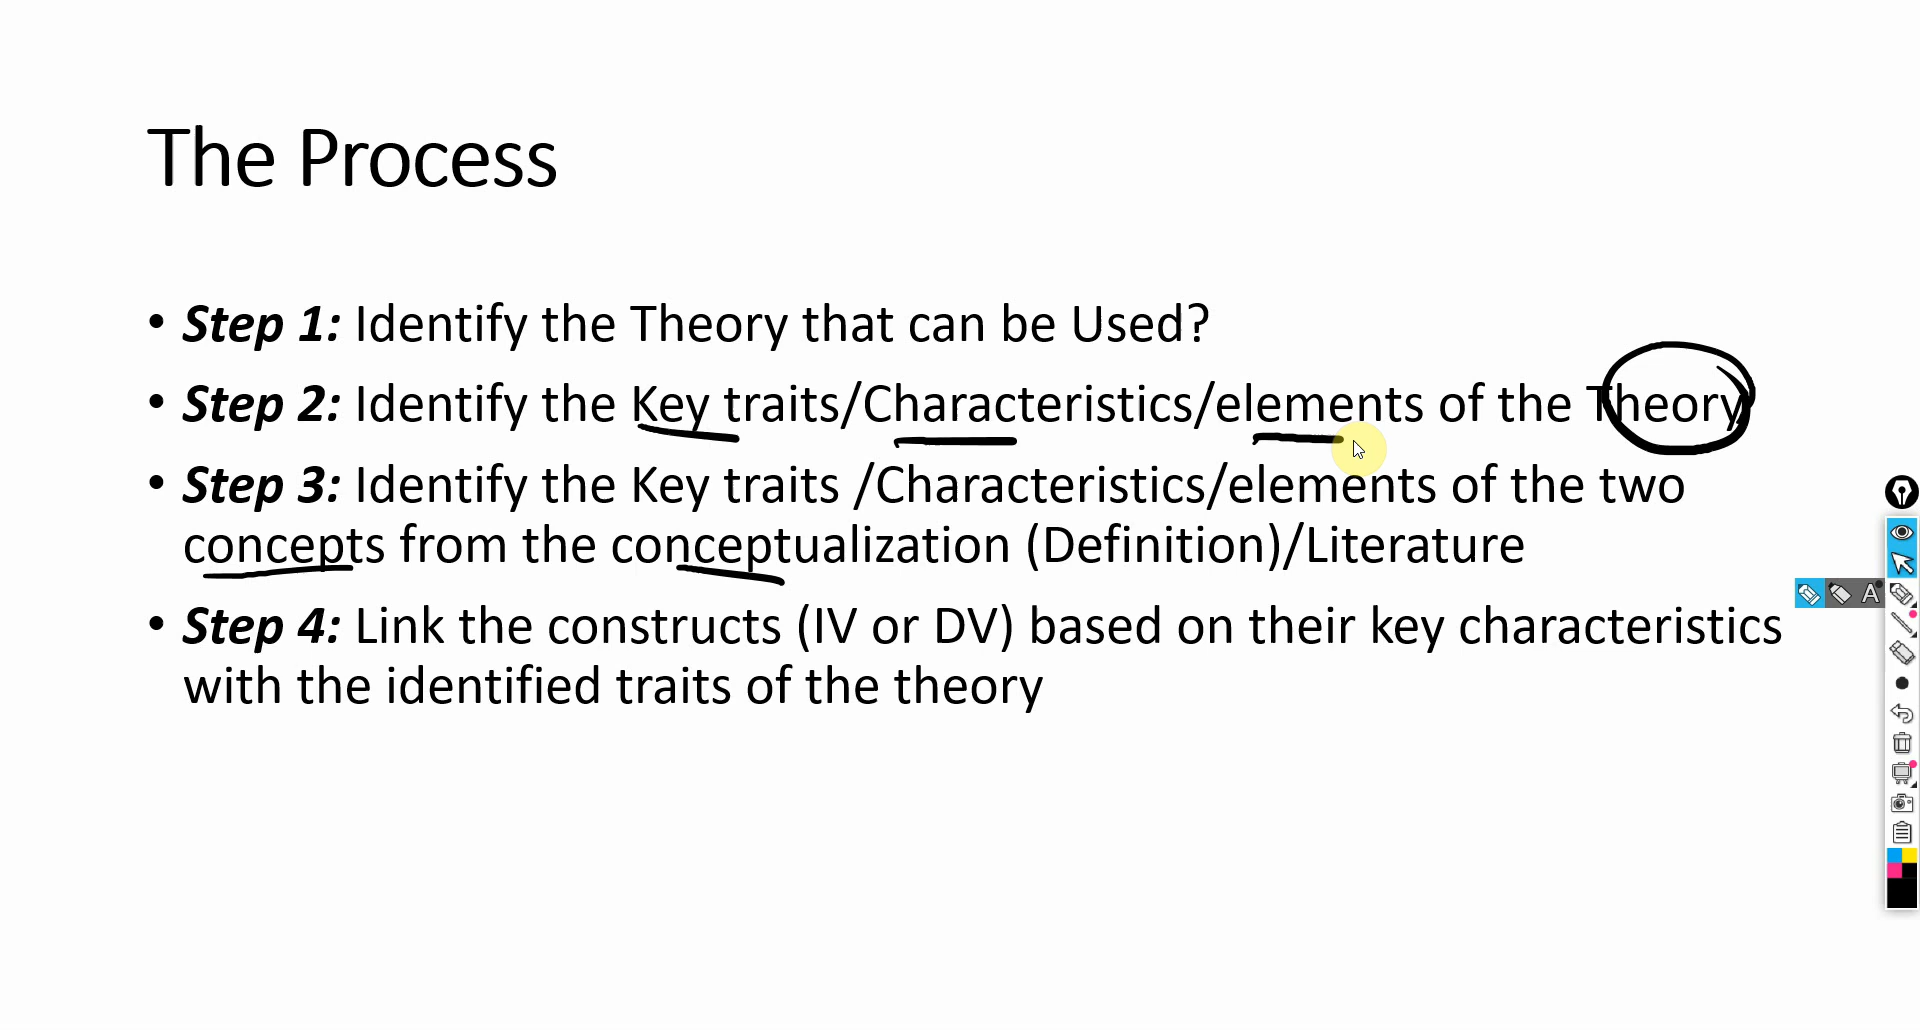 The Process
• Step 1: Identify the Theory that can be Used?
• Step 2: Identify the Key traits/Characteristics/elements of the Theory
• Step 3: Identify the Key traits /Characteristics/elements of the two
concepts from the conceptualization (Definition)/Literature
• Step 4: Link the constructs (IV or DV) based on their key characteristics
with the identified traits of the theory
A